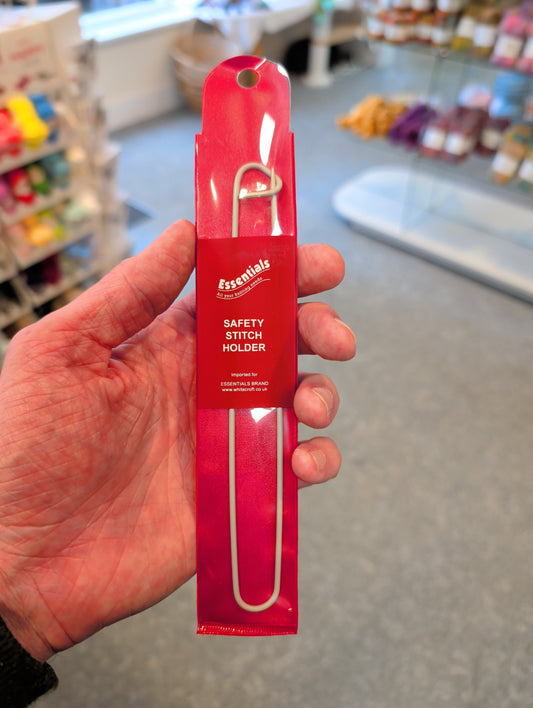 Essentials
All your knitting needs
SAFETY
STITCH
HOLDER
Imported for
ESSENTIALS BRAND
www.whitecroft.co.uk